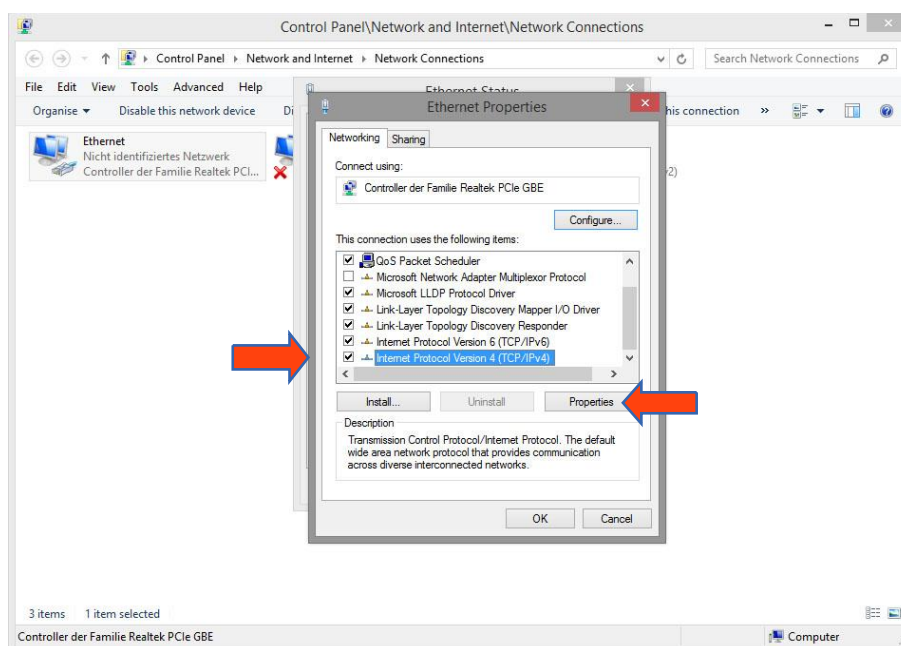 Control Panel\Network and Internet\Network Connections
Control Panel Network and Internet Network Connections
Search Network Connections
File Edit View Tools Advanced Help
Ethernet Status
Organise Disable this network device Di his connection »
Ethernet Properties
Networking Sharing
Ethernet
Nicht identifiziertes Netzwerk
Controller der Familie Realtek PCI...
v2)
Connect using:
Controller der Familie Realtek PCIe GBE
Configure...
This connection uses the following items:
QoS Packet Scheduler
Microsoft Network Adapter Multiplexor Protocol
Microsoft LLDP Protocol Driver
Link-Layer Topology Discovery Mapper I/O Driver
Link-Layer Topology Discovery Responder
Internet Protocol Version 6 (TCP/IPv6)
Internet Protocol Version 4 (TCP/IPv4)
Install... Uninstall Properties
Description
Transmission Control Protocol/Internet Protocol. The default
wide area network protocol that provides communication
across diverse interconnected networks.
OK Cancel
3 items 1 item selected
Controller der Familie Realtek PCIe GBE Computer